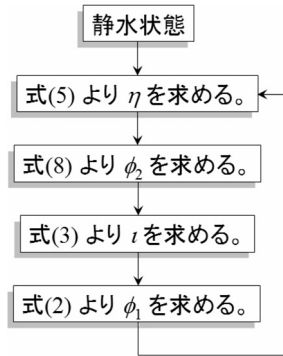 静水状態
式(5) より η を求める。
式(8) より ϕ₂ を求める。
式(3) より ι を求める。
式(2) より ϕ₁ を求める。